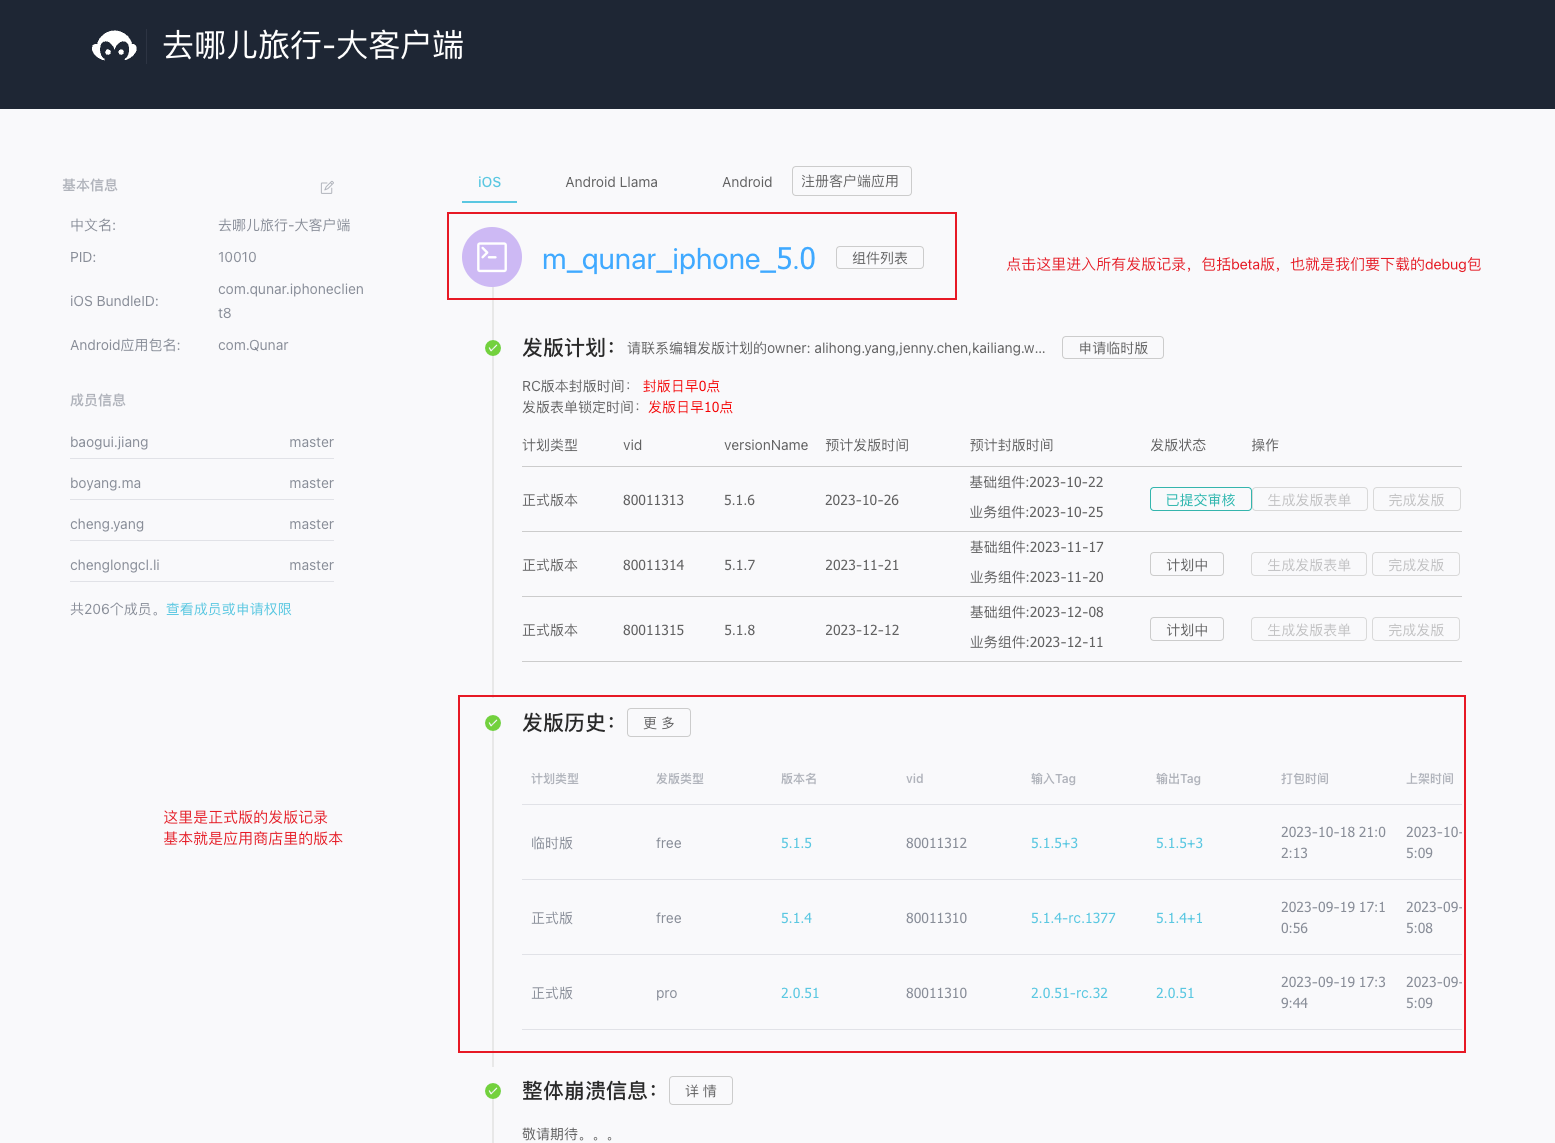 去哪儿旅行-大客户端
基本信息
中文名: 去哪儿旅行-大客户端
PID: 10010
iOS BundleID: com.qunar.iphoneclien
t8
Android应用包名: com.Qunar
成员信息
baogui.jiang master
boyang.ma master
cheng.yang master
chenglongcl.li master
共206个成员。查看成员或申请权限
这里是正式版的发版记录
基本就是应用商店里的版本
iOS Android Llama Android 注册客户端应用
m_qunar_iphone_5.0 组件列表
点击这里进入所有发版记录，包括beta版，也就是我们要下载的debug包
发版计划： 请联系编辑发版计划的owner: alihong.yang,jenny.chen,kailiang.w... 申请临时版
RC版本封版时间： 封版日早0点
发版表单锁定时间： 发版日早10点
计划类型 vid versionName 预计发版时间 预计封版时间 发版状态 操作
正式版本 80011313 5.1.6 2023-10-26 基础组件:2023-10-22 已提交审核 生成发版表单 完成发版
业务组件:2023-10-25
正式版本 80011314 5.1.7 2023-11-21 基础组件:2023-11-17 计划中 生成发版表单 完成发版
业务组件:2023-11-20
正式版本 80011315 5.1.8 2023-12-12 基础组件:2023-12-08 计划中 生成发版表单 完成发版
业务组件:2023-12-11
发版历史： 更 多
计划类型 发版类型 版本名 vid 输入Tag 输出Tag 打包时间 上架时间
临时版 free 5.1.5 80011312 5.1.5+3 5.1.5+3 2023-10-18 21:0 2023-10-
2:13 5:09
正式版 free 5.1.4 80011310 5.1.4-rc.1377 5.1.4+1 2023-09-19 17:1 2023-09-
0:56 5:08
正式版 pro 2.0.51 80011310 2.0.51-rc.32 2.0.51 2023-09-19 17:3 2023-09-
9:44 5:09
整体崩溃信息： 详 情
敬请期待。。。